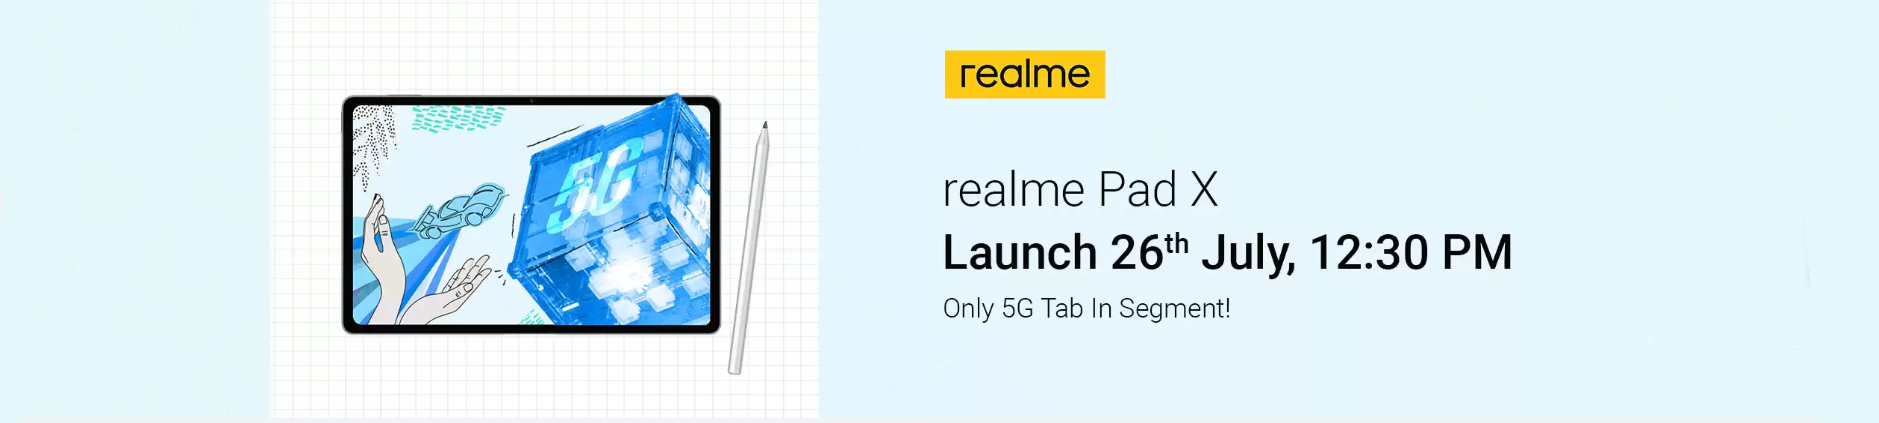 5G
realme
realme Pad X
Launch 26th July, 12:30 PM
Only 5G Tab In Segment!